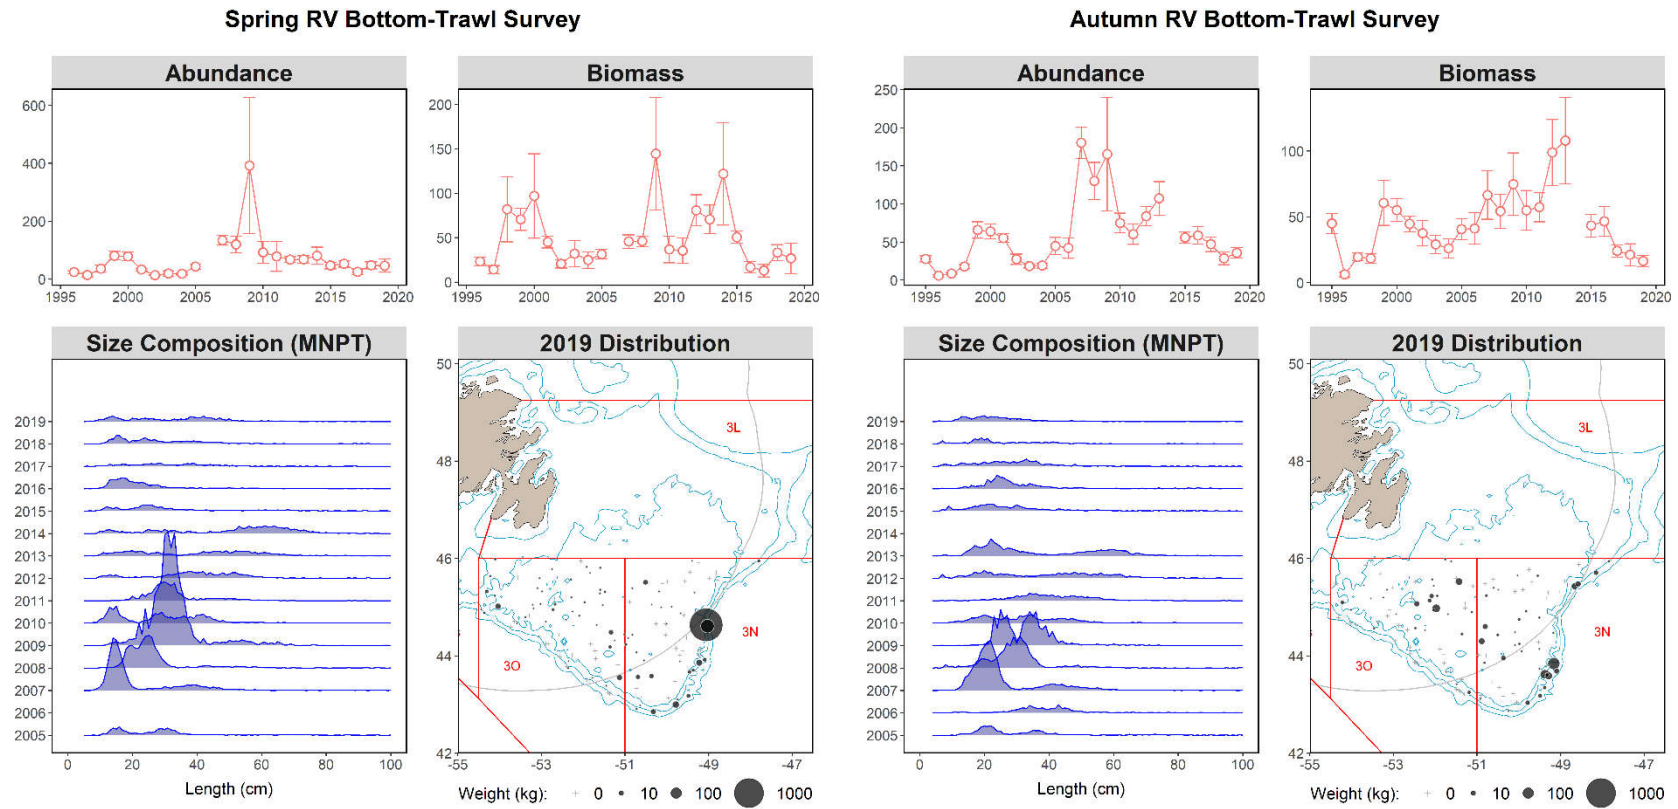 Spring RV Bottom-Trawl Survey
Autumn RV Bottom-Trawl Survey
Abundance
600
400
200
0
1995 2000 2005 2010 2015 2020
Biomass
200
150
100
50
0
1995 2000 2005 2010 2015 2020
Abundance
250
200
150
100
50
0
1995 2000 2005 2010 2015 2020
Biomass
100
50
0
1995 2000 2005 2010 2015 2020
Size Composition (MNPT)
2019
2018
2017
2016
2015
2014
2013
2012
2011
2010
2009
2008
2007
2006
2005
0 20 40 60 80 100
Length (cm)
2019 Distribution
50
48
46
44
42
3L
3N
3O
-55 -53 -51 -49 -47
Weight (kg): 0 10 100 1000
Size Composition (MNPT)
2019
2018
2017
2016
2015
2014
2013
2012
2011
2010
2009
2008
2007
2006
2005
0 20 40 60 80 100
Length (cm)
2019 Distribution
50
48
46
44
42
3L
3N
3O
-55 -53 -51 -49 -47
Weight (kg): 0 10 100 1000